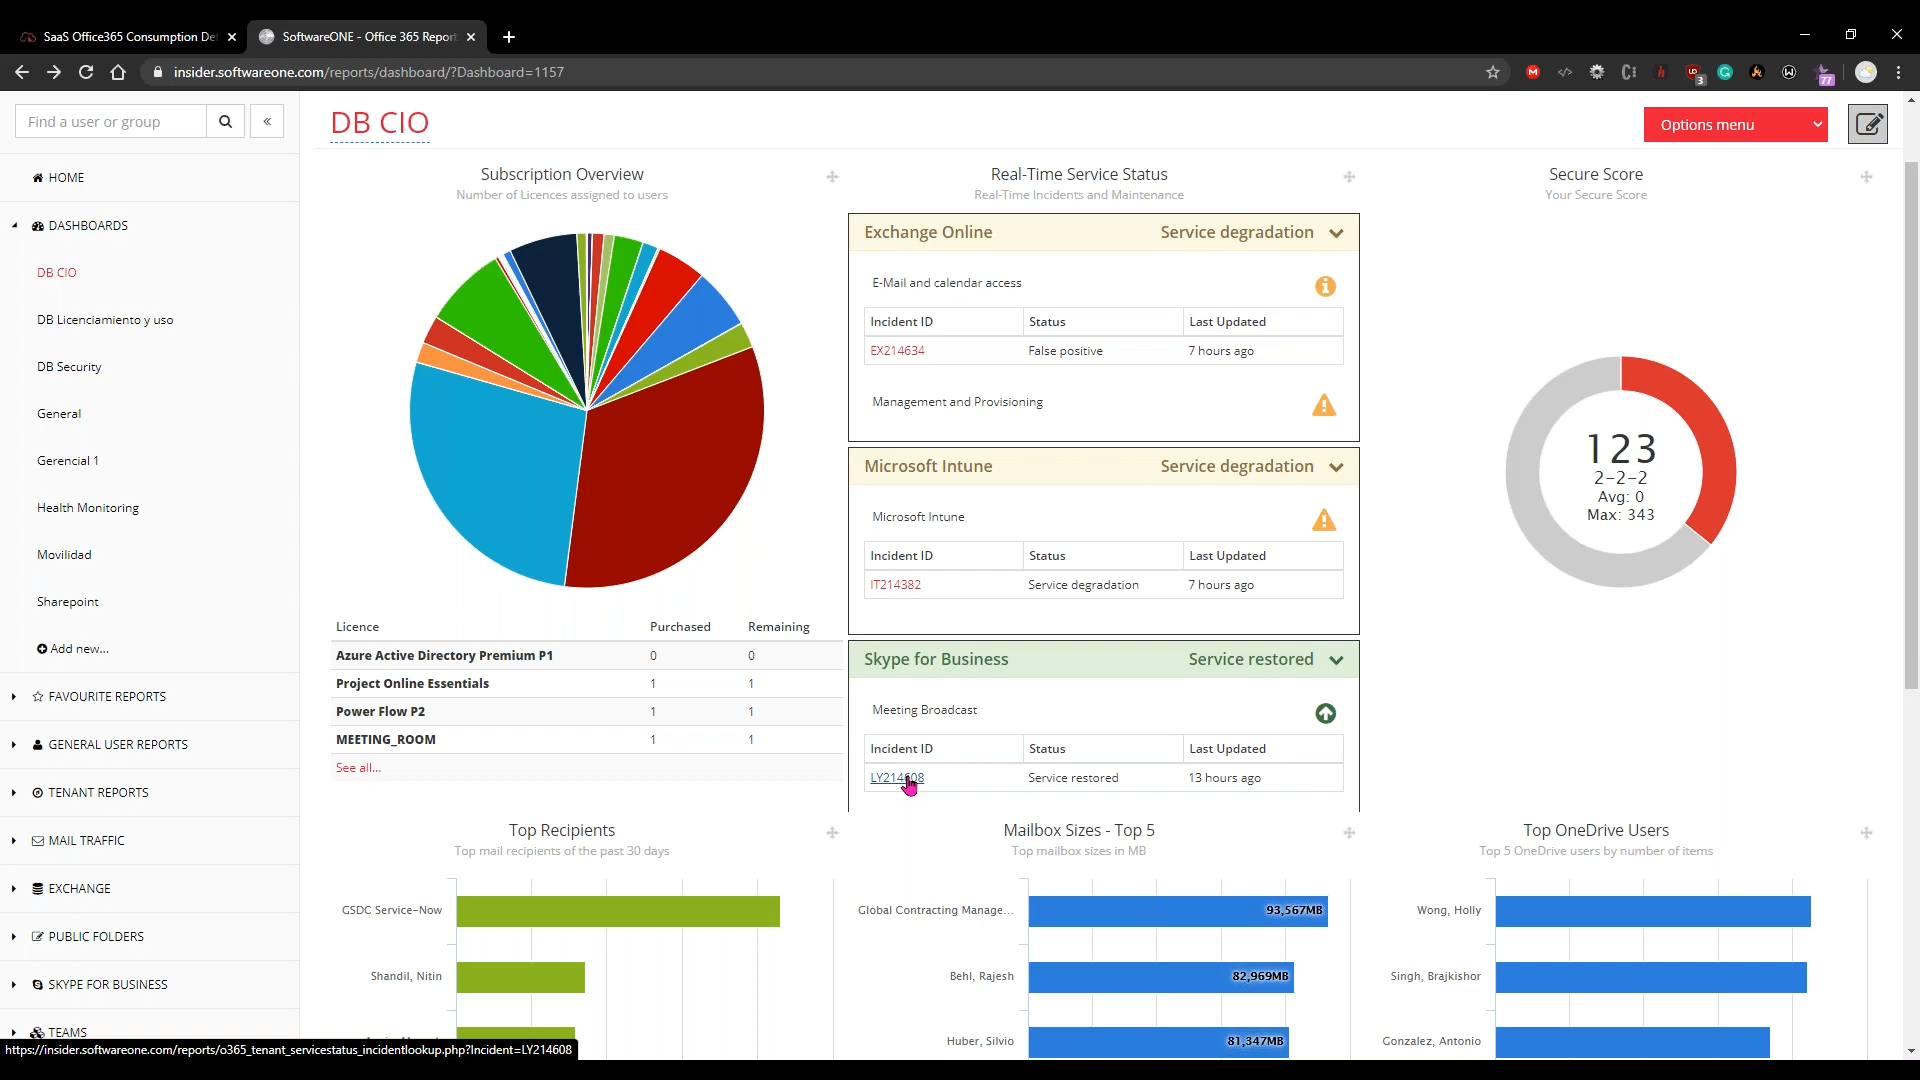 SaaS Office365 Consumption De
SoftwareONE - Office 365 Report
insider.softwareone.com/reports/dashboard/?Dashboard=1157
3
77
Find a user or group
«
HOME
DASHBOARDS
DB CIO
DB Licenciamiento y uso
DB Security
General
Gerencial 1
Health Monitoring
Movilidad
Sharepoint
Add new...
FAVOURITE REPORTS
GENERAL USER REPORTS
TENANT REPORTS
MAIL TRAFFIC
EXCHANGE
PUBLIC FOLDERS
SKYPE FOR BUSINESS
TEAMS
https://insider.softwareone.com/reports/o365_tenant_servicestatus_incidentlookup.php?Incident=LY214608
DB CIO
Options menu
Subscription Overview
Number of Licences assigned to users
Licence Purchased Remaining
Azure Active Directory Premium P1 0 0
Project Online Essentials 1 1
Power Flow P2 1 1
MEETING_ROOM 1 1
See all...
Real-Time Service Status
Real-Time Incidents and Maintenance
Exchange Online Service degradation
E-Mail and calendar access
Incident ID Status Last Updated
EX214634 False positive 7 hours ago
Management and Provisioning
Microsoft Intune Service degradation
Microsoft Intune
Incident ID Status Last Updated
IT214382 Service degradation 7 hours ago
Skype for Business Service restored
Meeting Broadcast
Incident ID Status Last Updated
LY214608 Service restored 13 hours ago
Secure Score
Your Secure Score
123
2-2-2
Avg: 0
Max: 343
Top Recipients
Top mail recipients of the past 30 days
GSDC Service-Now
Shandil, Nitin
Mailbox Sizes - Top 5
Top mailbox sizes in MB
Global Contracting Manage... 93,567MB
Behl, Rajesh 82,969MB
Huber, Silvio 81,347MB
Top OneDrive Users
Top 5 OneDrive users by number of items
Wong, Holly
Singh, Brajkishor
Gonzalez, Antonio